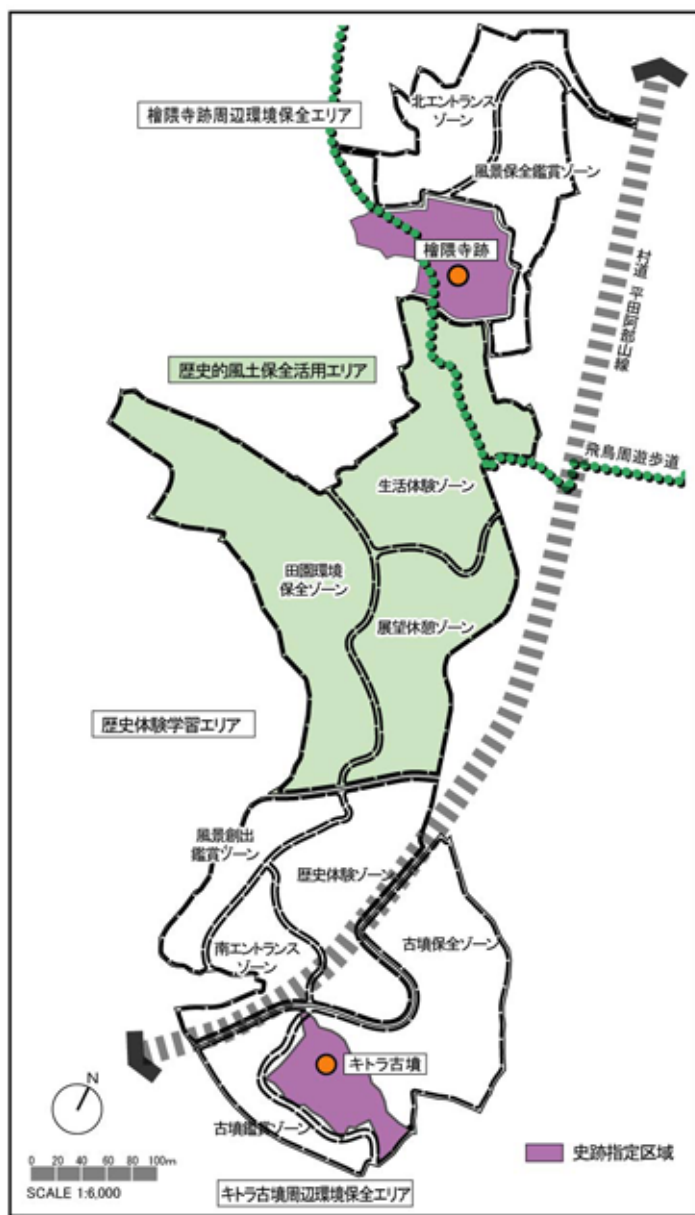 北エントランス
ゾーン
檜隈寺跡周辺環境保全エリア
風景保全鑑賞ゾーン
檜隈寺跡
村道 平田阿部山線
歴史的風土保全活用エリア
飛鳥周遊歩道
生活体験ゾーン
田園環境
保全ゾーン
展望休憩ゾーン
歴史体験学習エリア
風景創出
鑑賞ゾーン
歴史体験ゾーン
古墳保全ゾーン
南エントランス
ゾーン
キトラ古墳
N
古墳鑑賞ゾーン
史跡指定区域
0 20 40 60 80 100m
SCALE 1:6,000
キトラ古墳周辺環境保全エリア